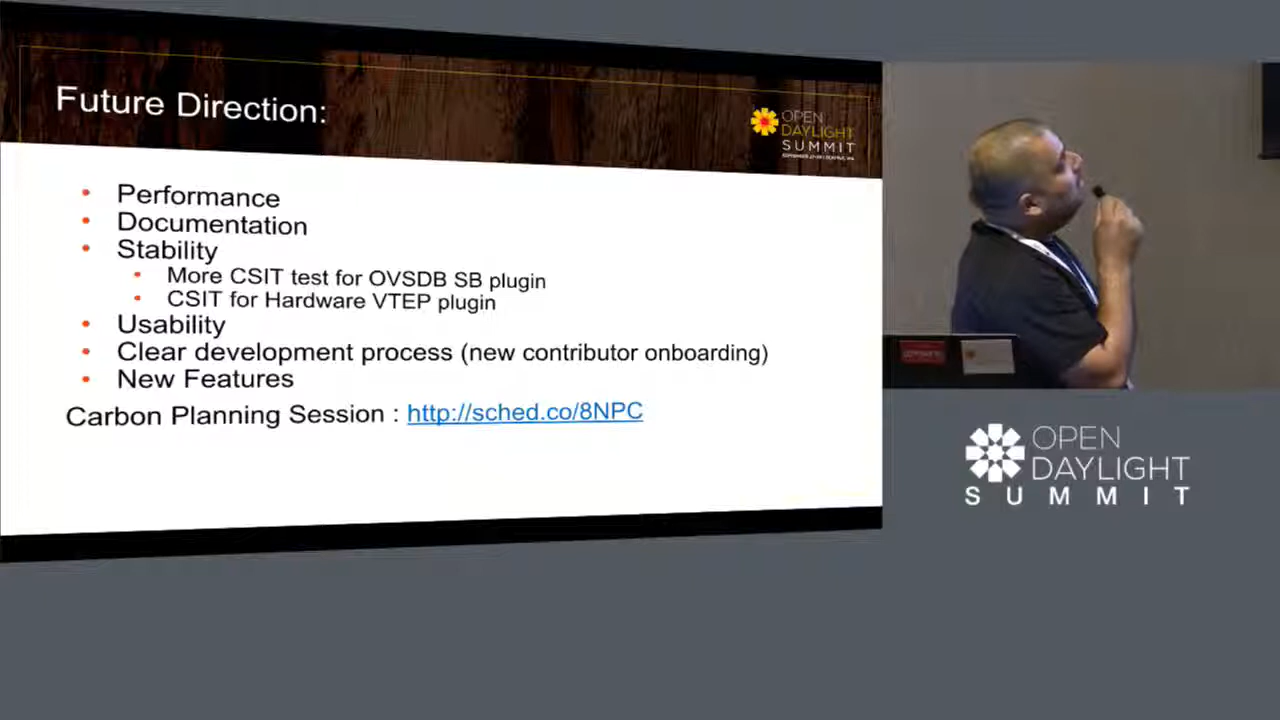 Future Direction:
OPEN
DAYLIGHT
SUMMIT
Performance
Documentation
Stability
More CSIT test for OVSDB SB plugin
CSIT for Hardware VTEP plugin
Usability
Clear development process (new contributor onboarding)
New Features
Carbon Planning Session : http://sched.co/8NPC
OPEN
DAYLIGHT
SUMMIT